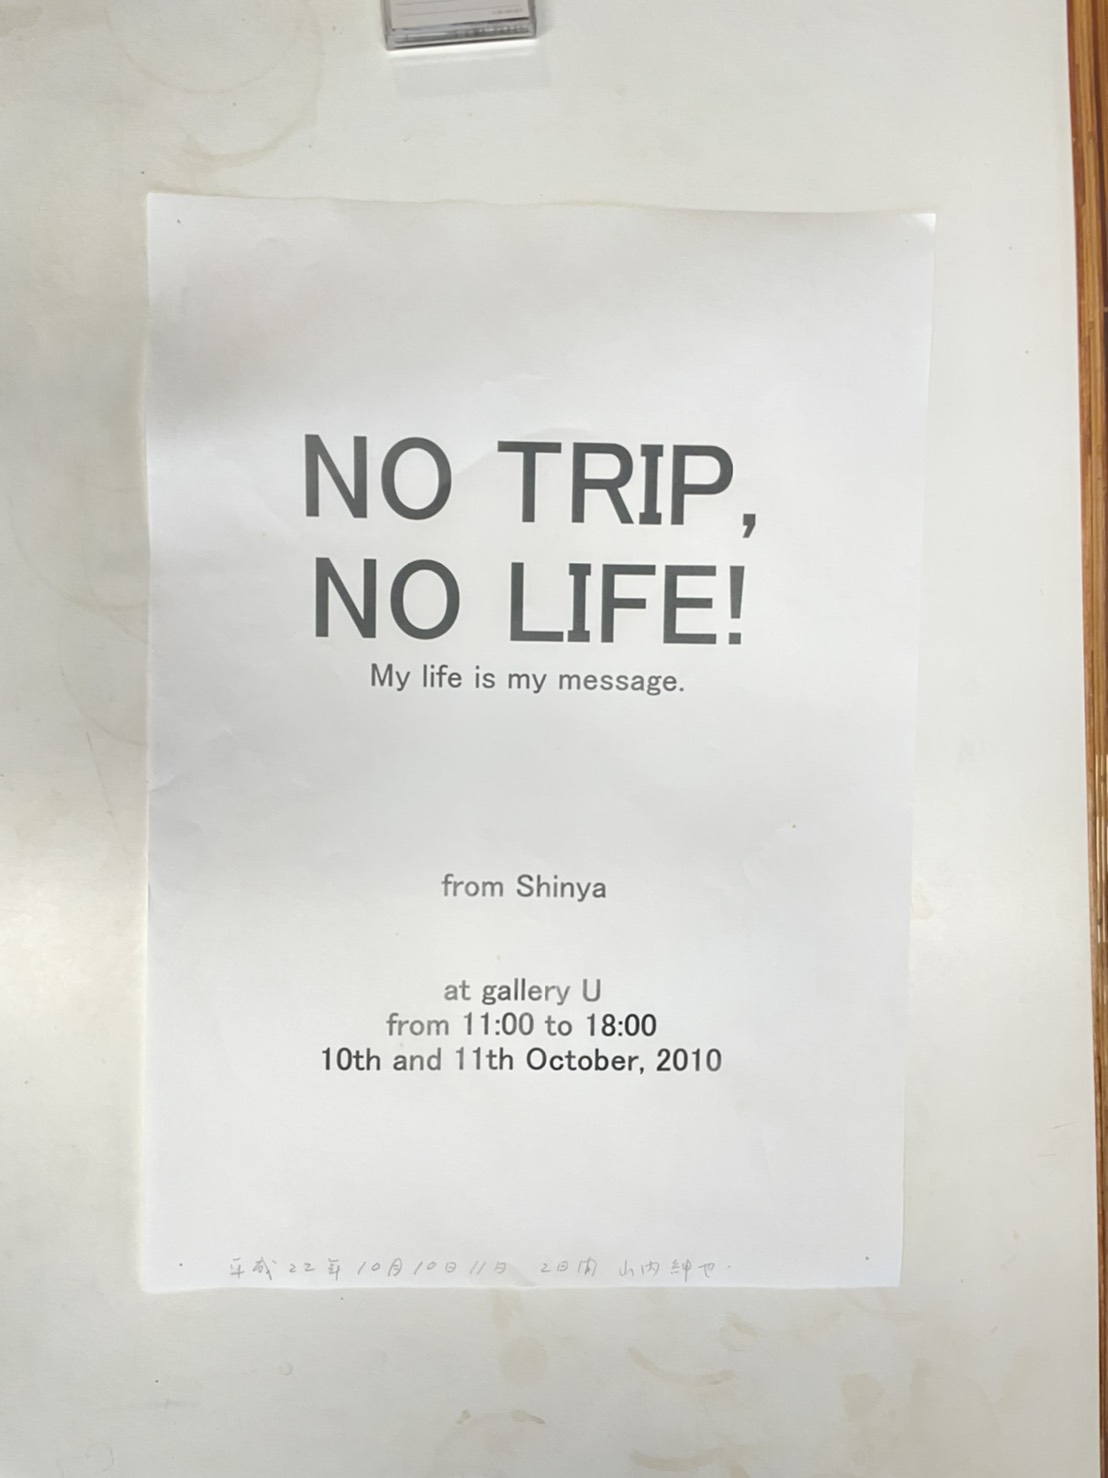 NO TRIP,
NO LIFE!
My life is my message.
from Shinya
at gallery U
from 11:00 to 18:00
10th and 11th October, 2010
平成22年10月10日11日 2日間 山内紳也